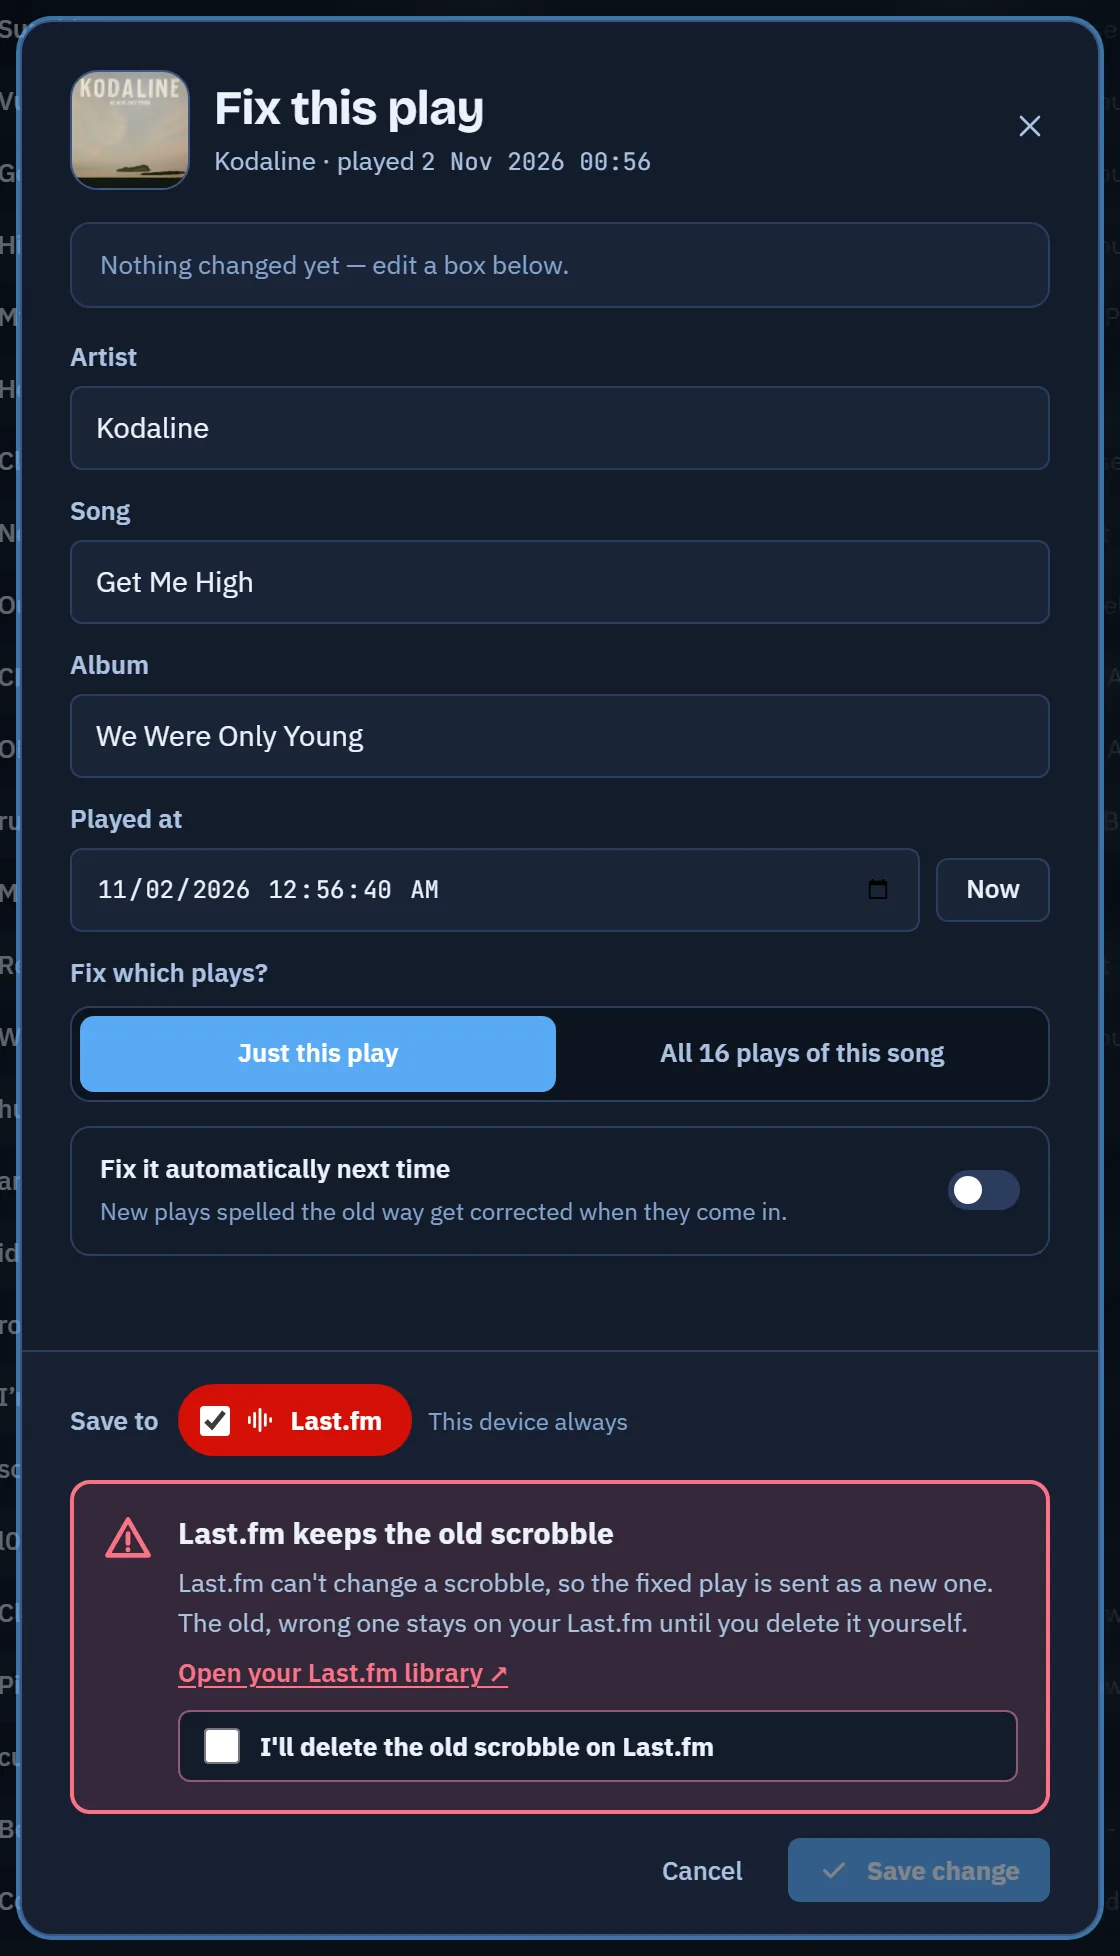 KODALINE
Fix this play
Kodaline · played 2 Nov 2026 00:56
Nothing changed yet — edit a box below.
Artist
Kodaline
Song
Get Me High
Album
We Were Only Young
Played at
11/02/2026 12:56:40 AM
Now
Fix which plays?
Just this play
All 16 plays of this song
Fix it automatically next time
New plays spelled the old way get corrected when they come in.
Save to
Last.fm
This device always
Last.fm keeps the old scrobble
Last.fm can't change a scrobble, so the fixed play is sent as a new one.
The old, wrong one stays on your Last.fm until you delete it yourself.
Open your Last.fm library ↗
I'll delete the old scrobble on Last.fm
Cancel
Save change